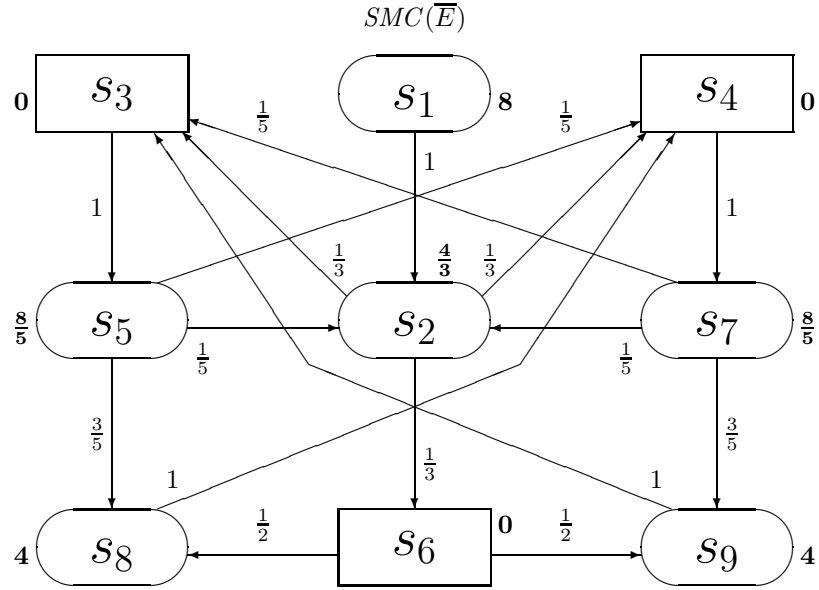 SMC(E̅)
0 s₃ s₁ 8 s₄ 0
1/5 1/5
1
1 1
1/3 4/3 1/3
8/5 s₅ s₂ s₇ 8/5
1/5 1/5
3/5 3/5
1/3
1 1
0
1/2 1/2
4 s₈ s₆ s₉ 4